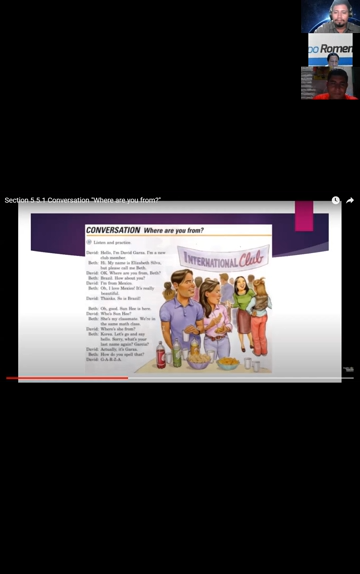 oo Romer
Section 5.5.1 Conversation "Where are you from?"
CONVERSATION Where are you from?
Listen and practice.
David: Hello, I'm David Garza. I'm a new
club member.
Beth: Hi. My name is Elizabeth Silva,
but please call me Beth.
David: OK. Where are you from, Beth?
Beth: Brazil. How about you?
David: I'm from Mexico.
Beth: Oh, I love Mexico! It's really
beautiful.
David: Thanks. So is Brazil!
Beth: Oh, good. Sun Hee is here.
David: Who's Sun Hee?
Beth: She's my classmate. We're in
the same math class.
David: Where's she from?
Beth: Korea. Let's go and say
hello. Sorry, what's your
last name again? Garcia?
David: Actually, it's Garza.
Beth: How do you spell that?
David: G-A-R-Z-A.
INTERNATIONAL Club